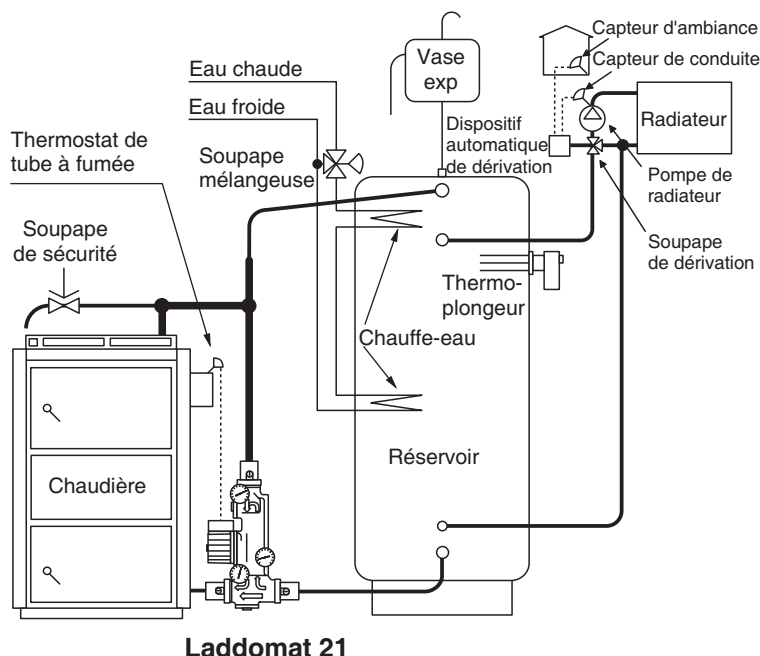 Capteur d'ambiance
Capteur de conduite
Vase
exp
Eau chaude
Eau froide
Radiateur
Dispositif
automatique
de dérivation
Thermostat de
tube à fumée
Soupape
mélangeuse
Pompe de
radiateur
Soupape
de sécurité
Soupape
de dérivation
Thermo-
plongeur
Chauffe-eau
Réservoir
Chaudière
Laddomat 21